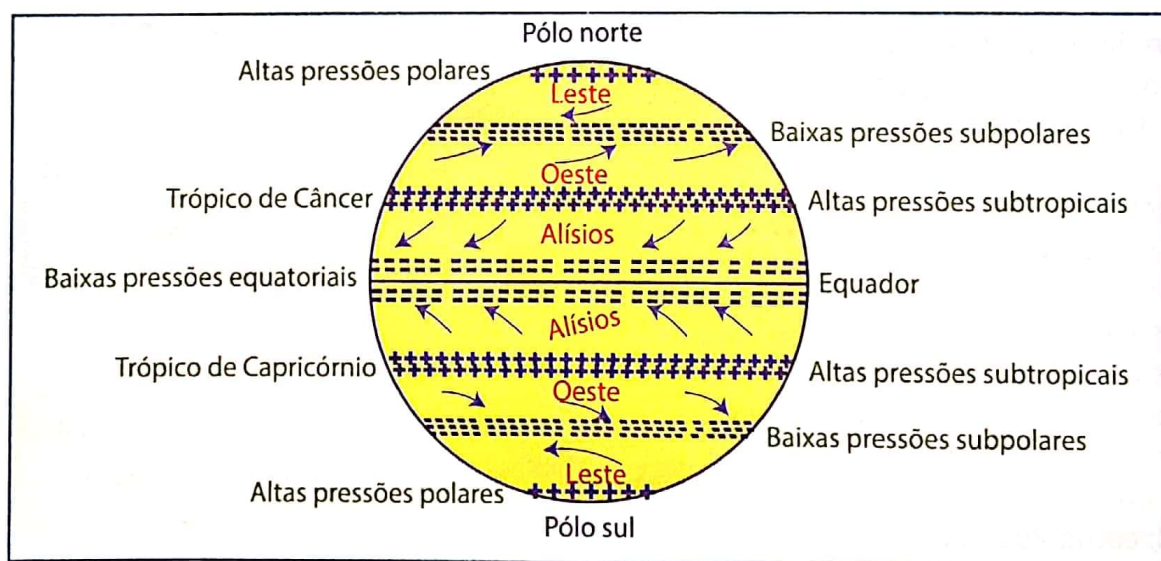 Pólo norte
Altas pressões polares
Leste
Baixas pressões subpolares
Oeste
Trópico de Câncer
Altas pressões subtropicais
Alísios
Baixas pressões equatoriais
Equador
Alísios
Trópico de Capricórnio
Altas pressões subtropicais
Oeste
Baixas pressões subpolares
Leste
Altas pressões polares
Pólo sul